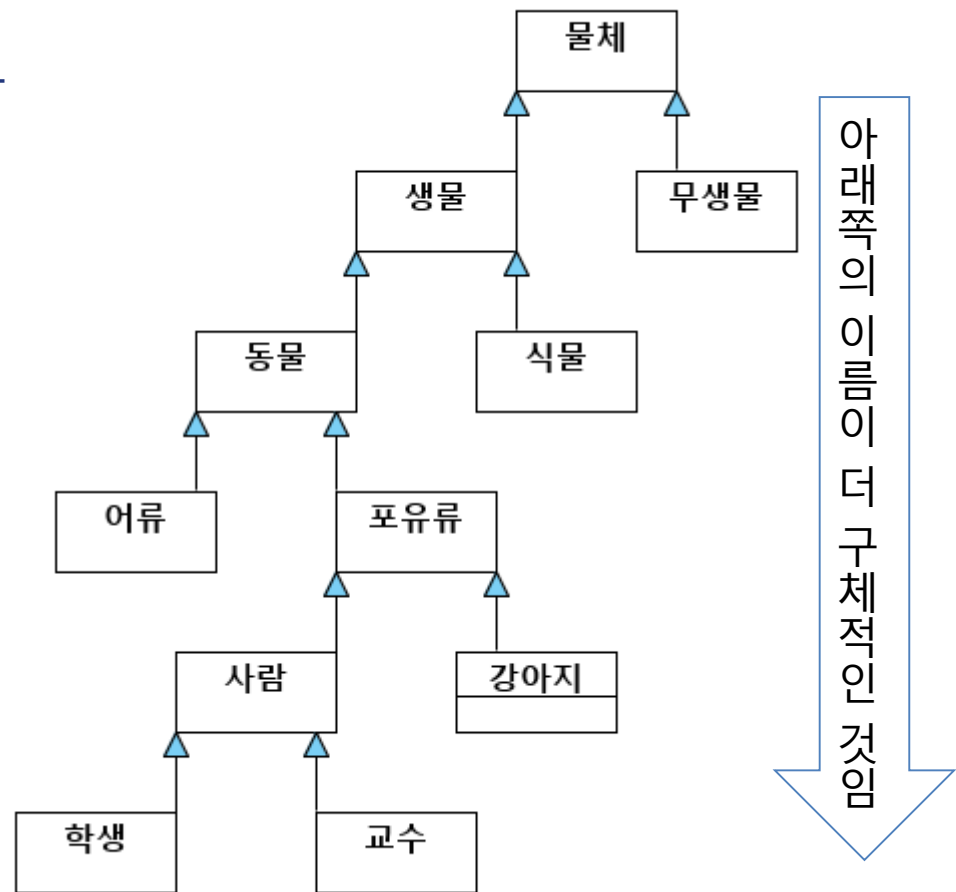 물체
생물
무생물
동물
식물
어류
포유류
사람
강아지
학생
교수
아래쪽의 이름이 더 구체적인 것임